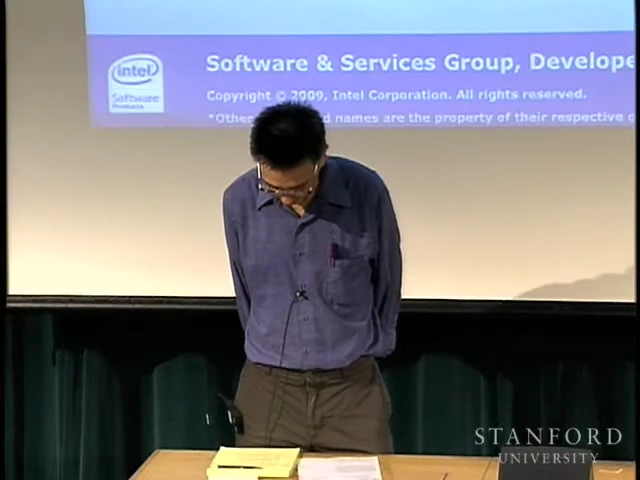 intel
Software
Products
Software & Services Group, Develope
Copyright © 2009, Intel Corporation. All rights reserved.
*Other names are the property of their respective o
STANFORD
UNIVERSITY